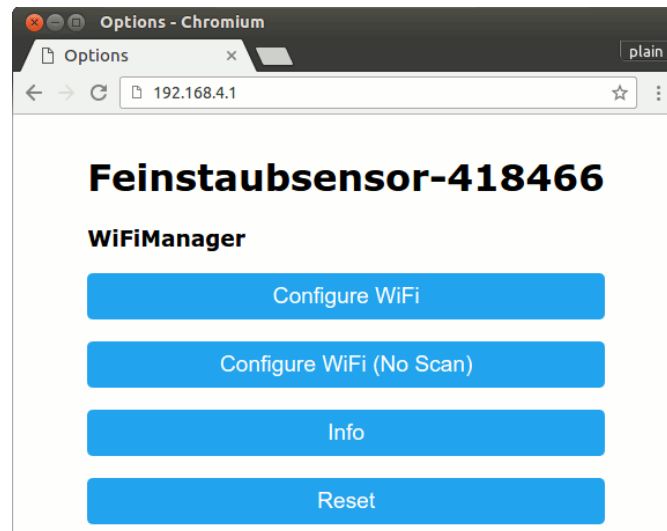 Options - Chromium
Options
plain
192.168.4.1
Feinstaubsensor-418466
WiFiManager
Configure WiFi
Configure WiFi (No Scan)
Info
Reset